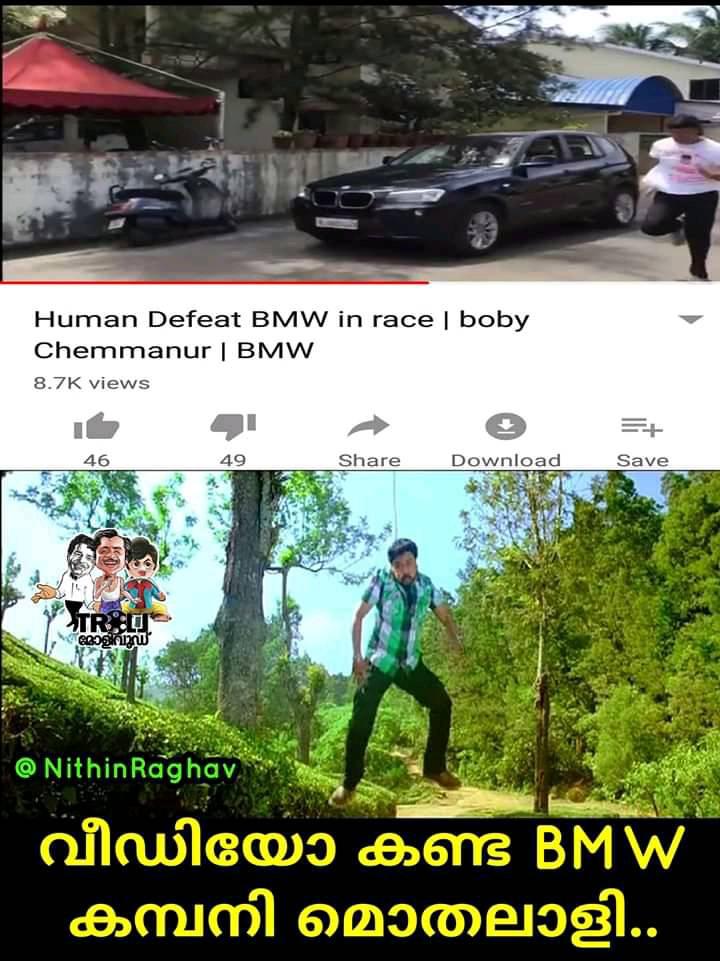 Human Defeat BMW in race | boby
Chemmanur | BMW
8.7K views
46
49
Share
Download
Save
TROLL
മോളിവുഡ്
@NithinRaghav
വീഡിയോ കണ്ട BMW
കമ്പനി മൊതലാളി..